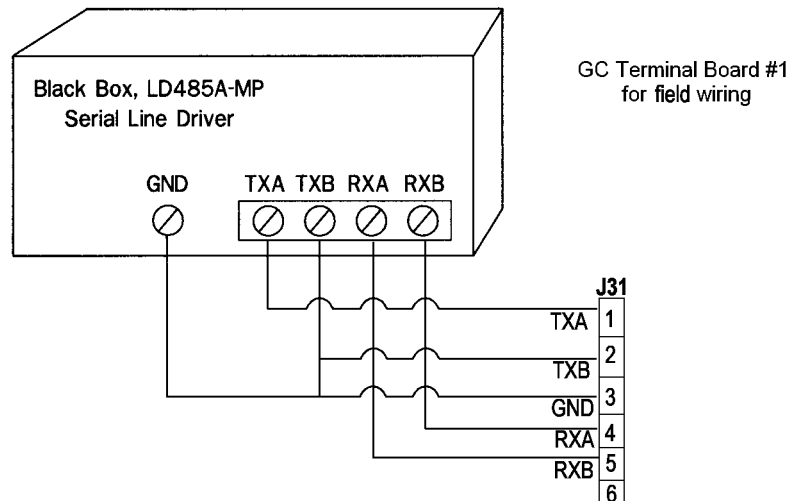 Black Box, LD485A-MP
Serial Line Driver
GC Terminal Board #1
for field wiring
GND TXA TXB RXA RXB
J31
TXA 1
TXB 2
GND 3
RXA 4
RXB 5
6